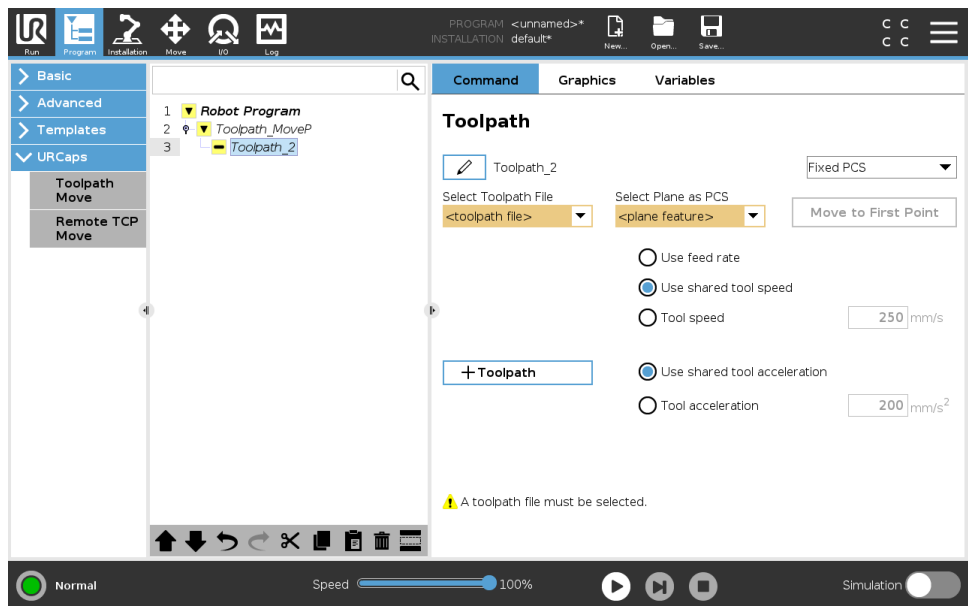 PROGRAM <unnamed>*
INSTALLATION default*
UR
Run
Program
Installation
Move
I/O
Log
New...
Open...
Save...
C C
C C
Basic
Advanced
Templates
URCaps
Toolpath
Move
Remote TCP
Move
1 Robot Program
2 Toolpath_MoveP
3 Toolpath_2
Command Graphics Variables
Toolpath
Toolpath_2
Fixed PCS
Select Toolpath File
<toolpath file>
Select Plane as PCS
<plane feature>
Move to First Point
Use feed rate
Use shared tool speed
Tool speed 250 mm/s
+Toolpath
Use shared tool acceleration
Tool acceleration 200 mm/s²
A toolpath file must be selected.
Normal
Speed 100%
Simulation